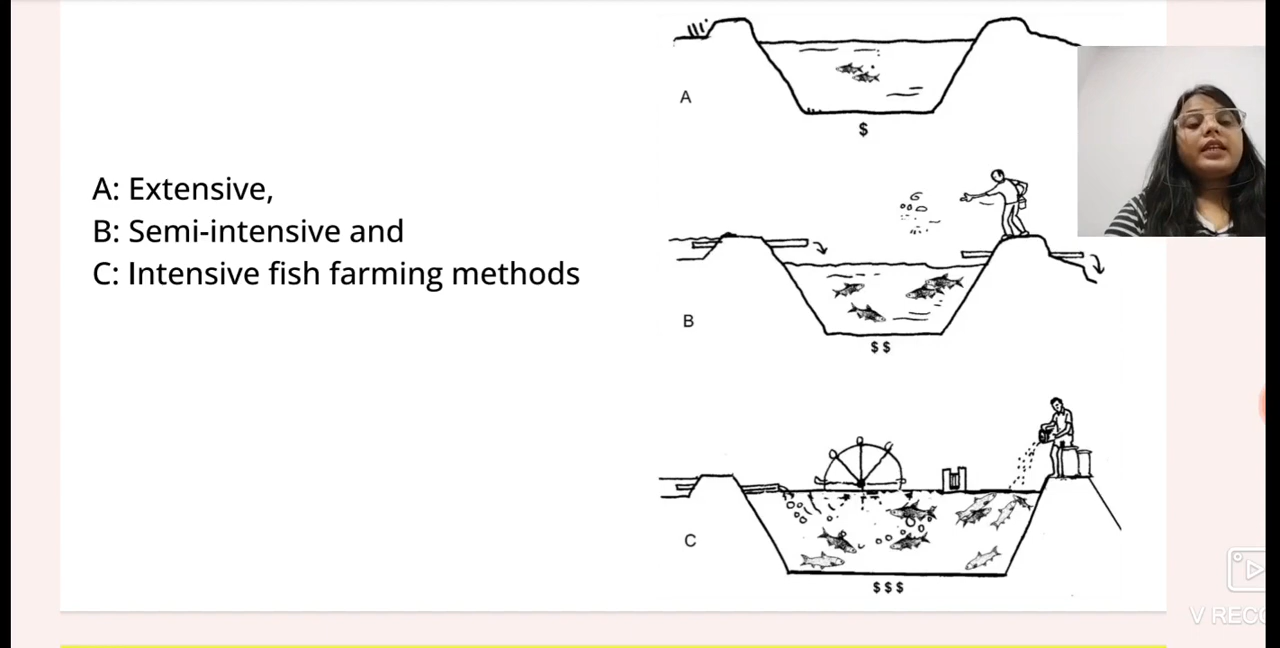 A: Extensive,
B: Semi-intensive and
C: Intensive fish farming methods
A
$
B
$$
C
$$$
V REC